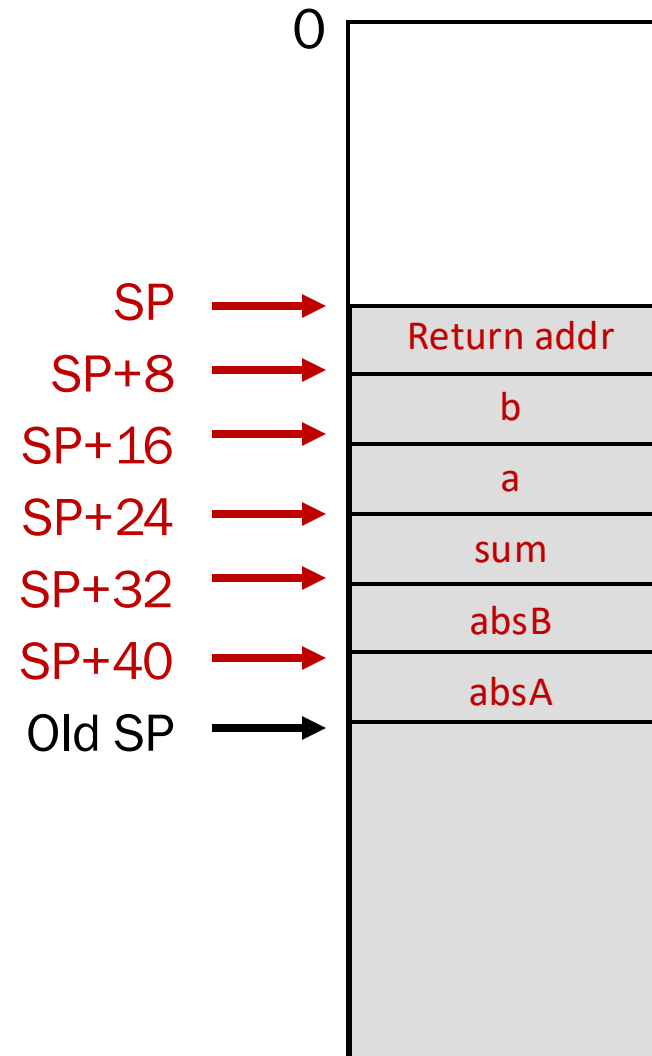 0
SP
Return addr
SP+8
b
SP+16
a
SP+24
sum
SP+32
absB
SP+40
absA
Old SP